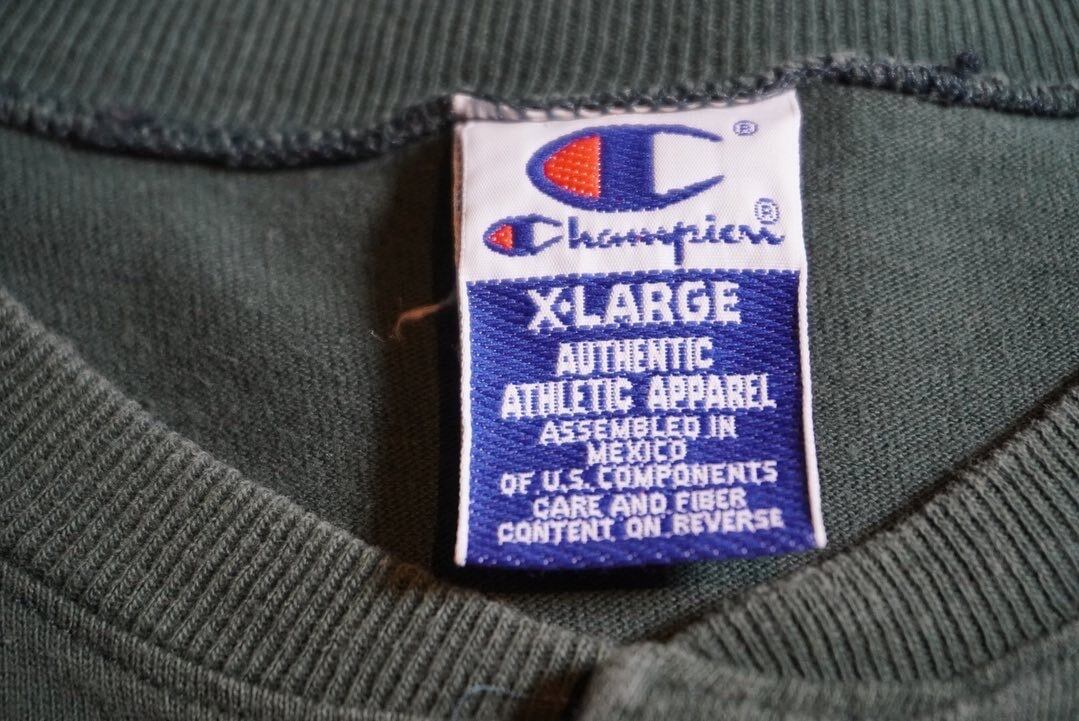 ®
Champion®
X·LARGE
AUTHENTIC
ATHLETIC APPAREL
ASSEMBLED IN
MEXICO
OF U.S. COMPONENTS
CARE AND FIBER
CONTENT ON REVERSE